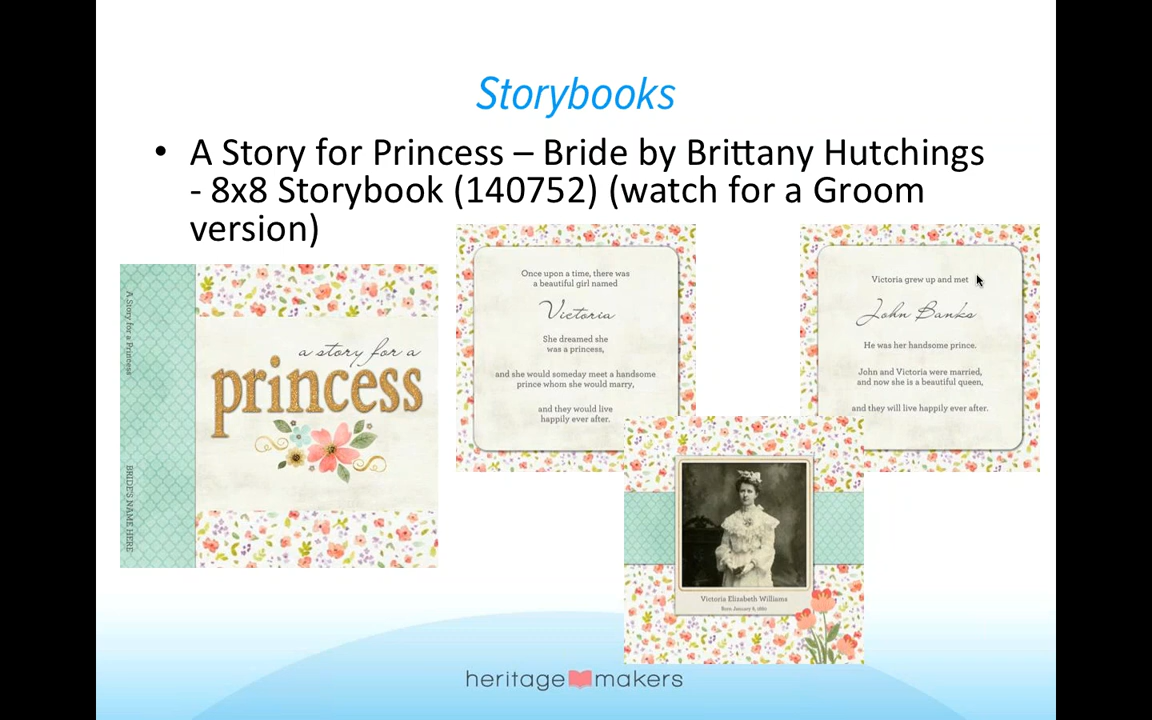 Storybooks
• A Story for Princess – Bride by Brittany Hutchings
- 8x8 Storybook (140752) (watch for a Groom
version)
A Story for a Princess
BRIDE'S NAME HERE
a story for a
princess
Once upon a time, there was
a beautiful girl named
Victoria
She dreamed she
was a princess,
and she would someday meet a handsome
prince whom she would marry,
and they would live
happily ever after.
Victoria grew up and met
John Banks
He was her handsome prince.
John and Victoria were married,
and now she is a beautiful queen,
and they will live happily ever after.
Victoria Elizabeth Williams
Born January 8, 1880
heritage makers